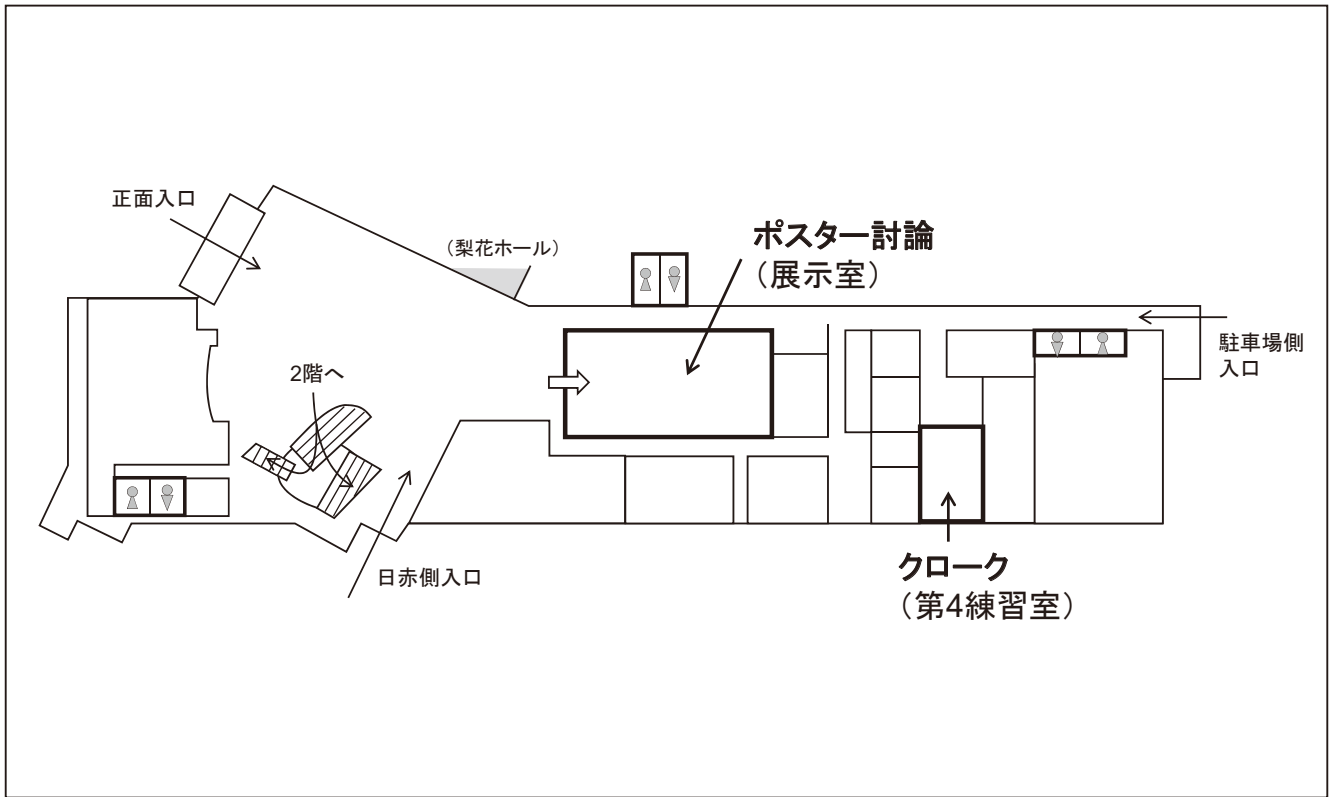 正面入口
(梨花ホール)
ポスター討論
(展示室)
駐車場側
入口
2階へ
日赤側入口
クローク
(第4練習室)